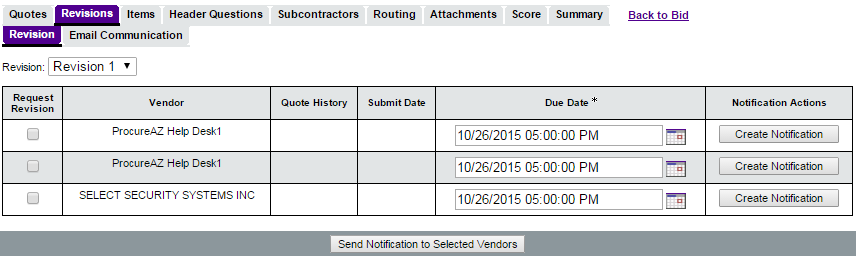 Quotes Revisions Items Header Questions Subcontractors Routing Attachments Score Summary Back to Bid
Revision Email Communication
Revision: Revision 1
Request Revision Vendor Quote History Submit Date Due Date * Notification Actions
ProcureAZ Help Desk1 10/26/2015 05:00:00 PM Create Notification
ProcureAZ Help Desk1 10/26/2015 05:00:00 PM Create Notification
SELECT SECURITY SYSTEMS INC 10/26/2015 05:00:00 PM Create Notification
Send Notification to Selected Vendors